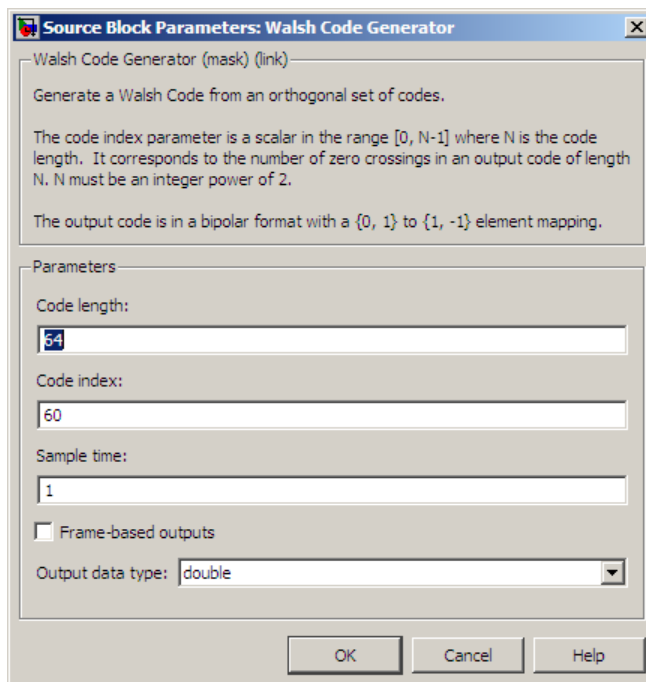 Source Block Parameters: Walsh Code Generator
Walsh Code Generator (mask) (link)
Generate a Walsh Code from an orthogonal set of codes.
The code index parameter is a scalar in the range [0, N-1] where N is the code
length.  It corresponds to the number of zero crossings in an output code of length
N. N must be an integer power of 2.
The output code is in a bipolar format with a {0, 1} to {1, -1} element mapping.
Parameters
Code length:
64
Code index:
60
Sample time:
1
Frame-based outputs
Output data type: double
OK Cancel Help